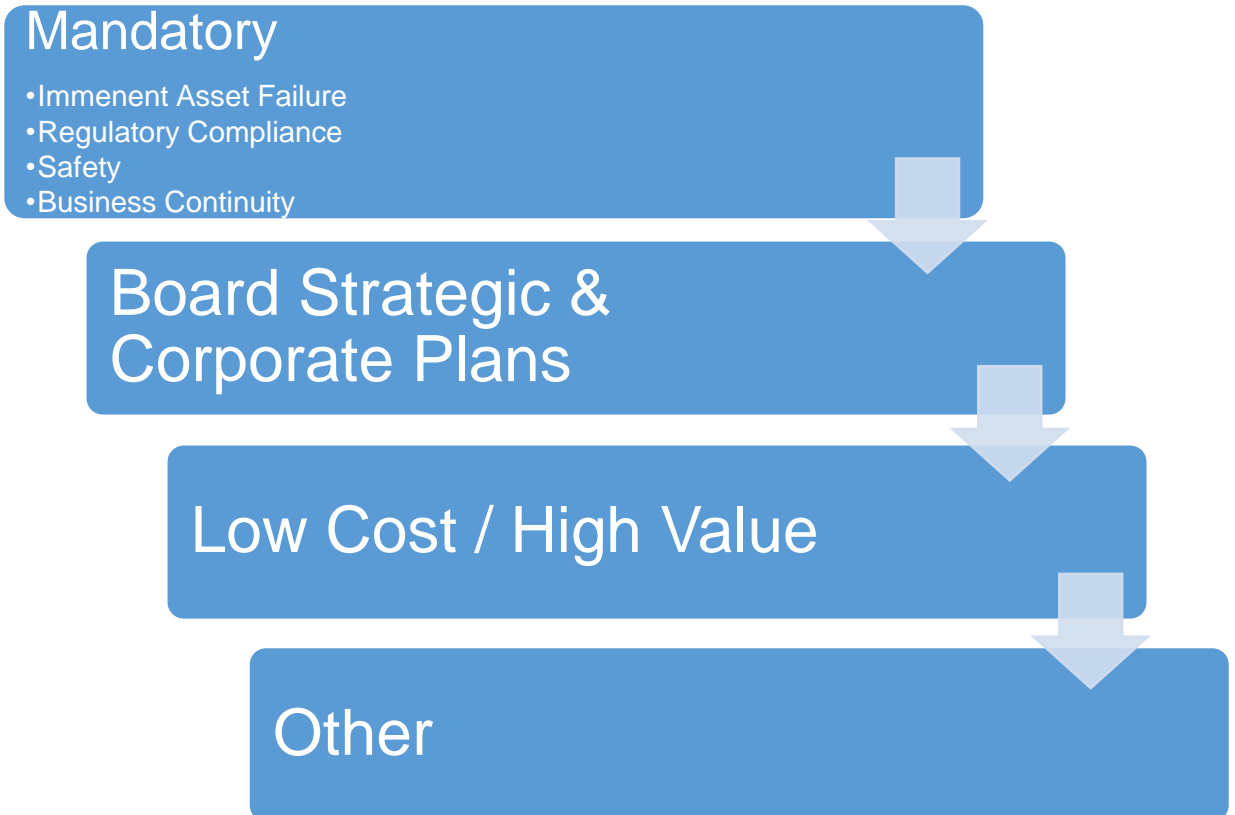 Mandatory
•Immenent Asset Failure
•Regulatory Compliance
•Safety
•Business Continuity
Board Strategic &
Corporate Plans
Low Cost / High Value
Other